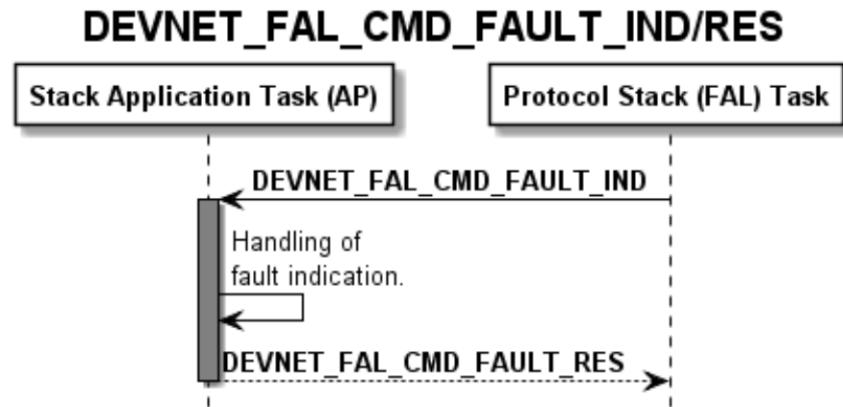 DEVNET_FAL_CMD_FAULT_IND/RES
Stack Application Task (AP)
Protocol Stack (FAL) Task
DEVNET_FAL_CMD_FAULT_IND
Handling of
fault indication.
DEVNET_FAL_CMD_FAULT_RES